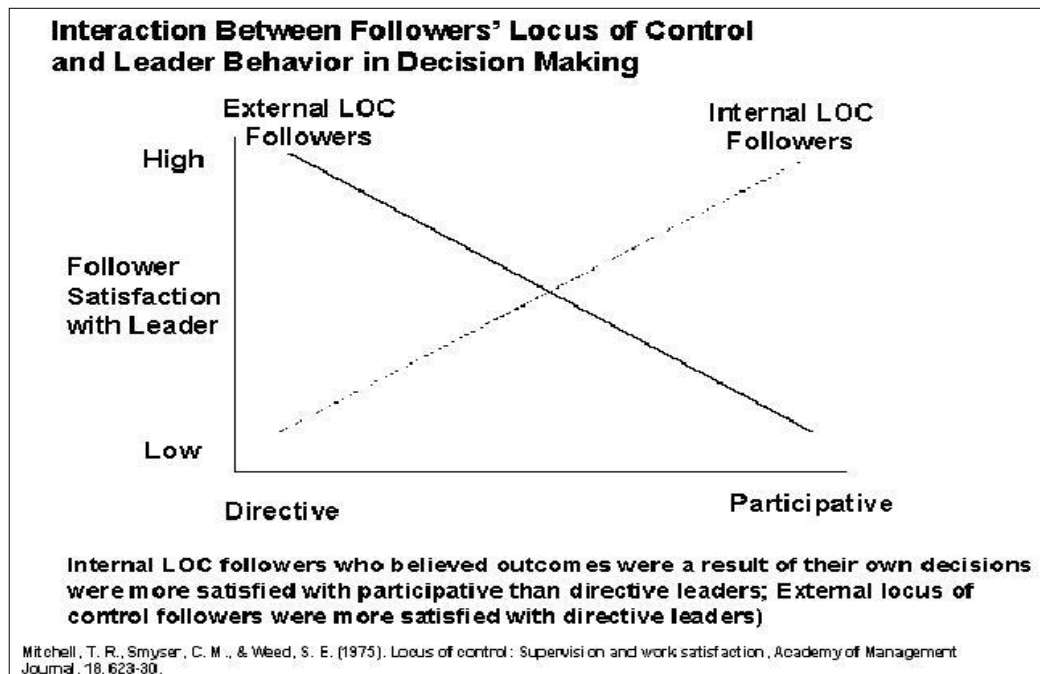 Interaction Between Followers' Locus of Control
and Leader Behavior in Decision Making
External LOC
Followers
Internal LOC
Followers
High
Follower
Satisfaction
with Leader
Low
Directive
Participative
Internal LOC followers who believed outcomes were a result of their own decisions
were more satisfied with participative than directive leaders; External locus of
control followers were more satisfied with directive leaders)
Mitchell, T. R., Smyser, C. M., & Weed, S. E. (1975). Locus of control: Supervision and work satisfaction, Academy of Management
Journal, 18, 623-30.